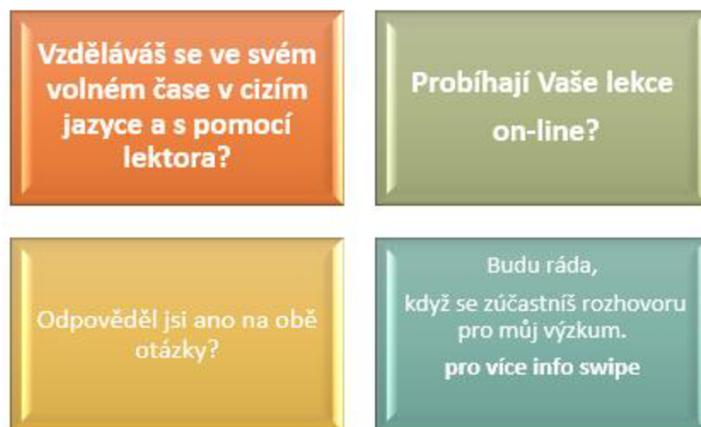 Vzděláváš se ve svém
volném čase v cizím
jazyce a s pomocí
lektora?
Probíhají Vaše lekce
on-line?
Odpověděl jsi ano na obě
otázky?
Budu ráda,
když se zúčastníš rozhovoru
pro můj výzkum.
pro více info swipe